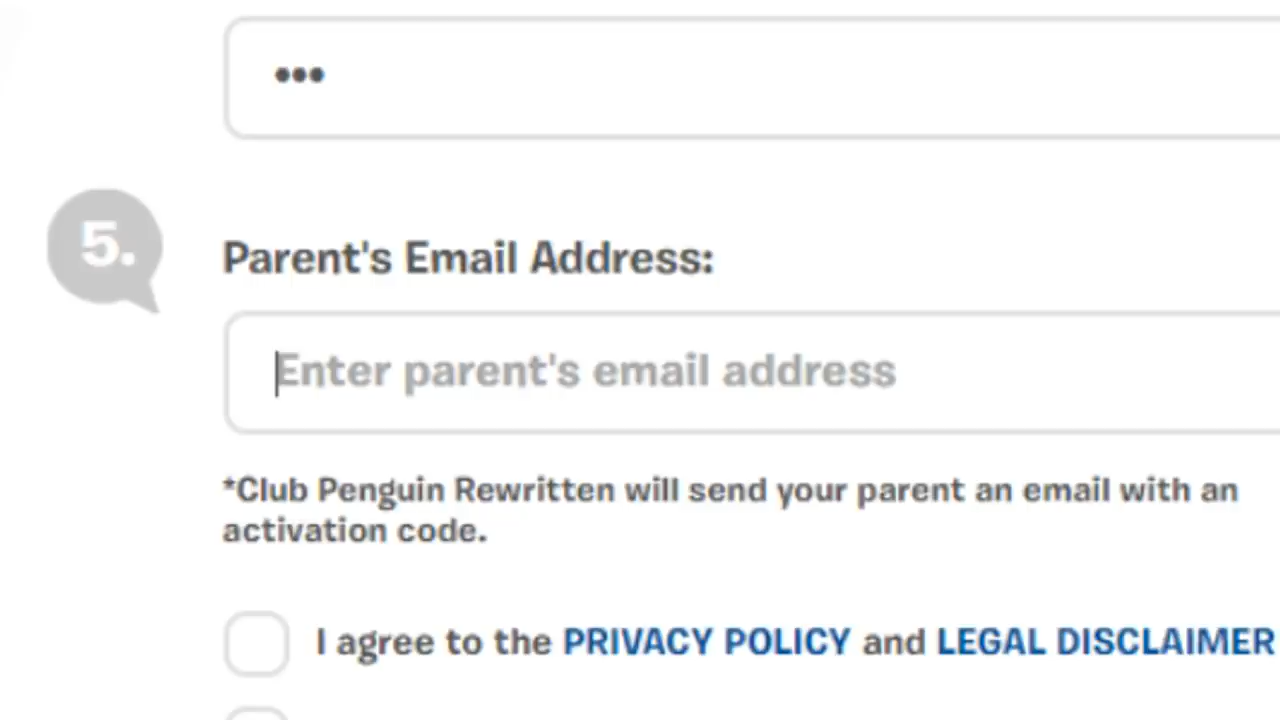 •••
5.
Parent's Email Address:
Enter parent's email address
*Club Penguin Rewritten will send your parent an email with an
activation code.
I agree to the PRIVACY POLICY and LEGAL DISCLAIMER